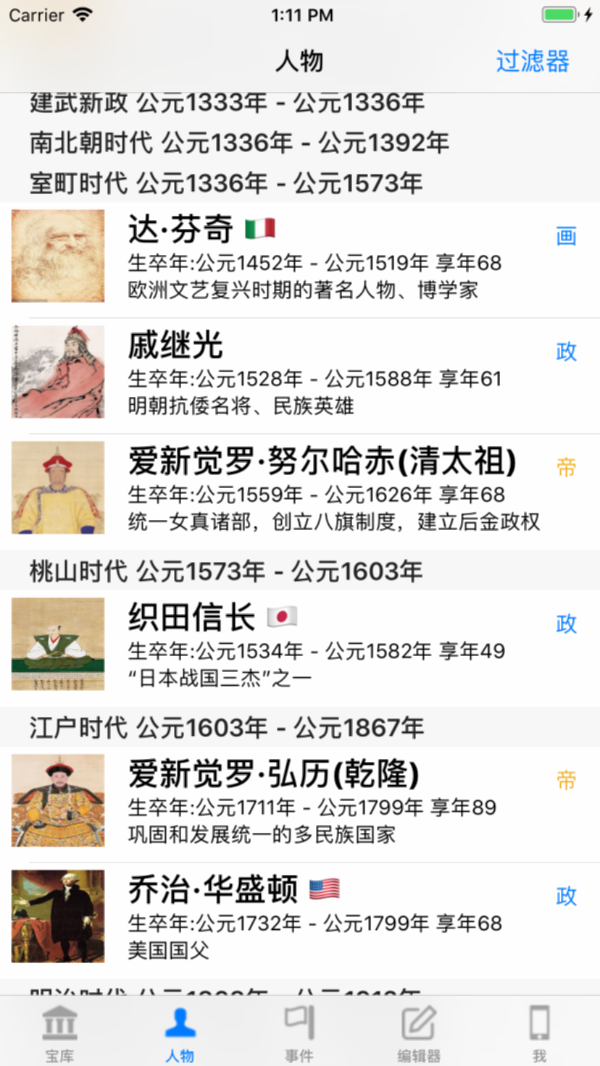 Carrier 1:11 PM
人物 过滤器
建武新政 公元1333年 - 公元1336年
南北朝时代 公元1336年 - 公元1392年
室町时代 公元1336年 - 公元1573年
达·芬奇
画
生卒年:公元1452年 - 公元1519年 享年68
欧洲文艺复兴时期的著名人物、博学家
戚继光
政
生卒年:公元1528年 - 公元1588年 享年61
明朝抗倭名将、民族英雄
爱新觉罗·努尔哈赤(清太祖)
帝
生卒年:公元1559年 - 公元1626年 享年68
统一女真诸部，创立八旗制度，建立后金政权
桃山时代 公元1573年 - 公元1603年
织田信长
政
生卒年:公元1534年 - 公元1582年 享年49
“日本战国三杰”之一
江户时代 公元1603年 - 公元1867年
爱新觉罗·弘历(乾隆)
帝
生卒年:公元1711年 - 公元1799年 享年89
巩固和发展统一的多民族国家
乔治·华盛顿
政
生卒年:公元1732年 - 公元1799年 享年68
美国国父
宝库 人物 事件 编辑器 我